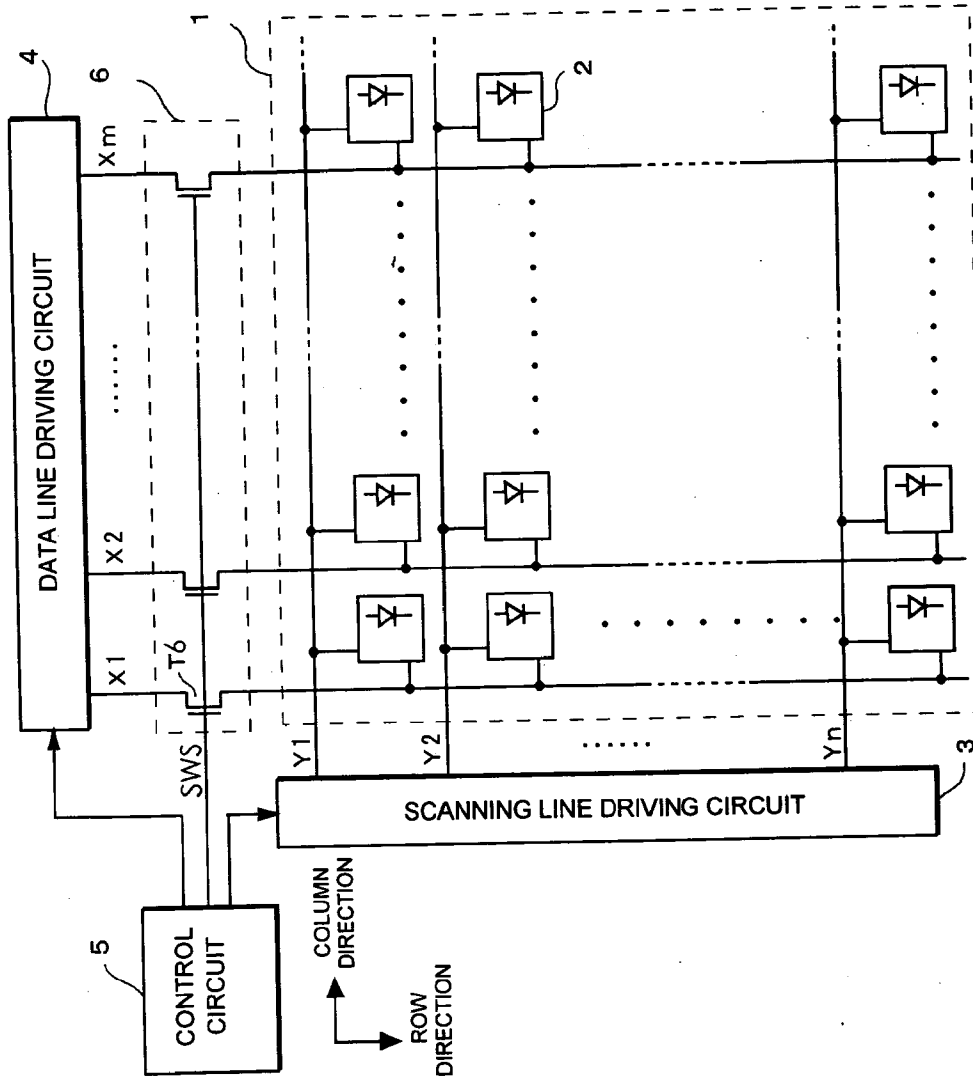 4
DATA LINE DRIVING CIRCUIT
6
X1
X2
......
Xm
T6
SWS
1
5
CONTROL
CIRCUIT
Y1
Y2
......
Yn
2
SCANNING LINE DRIVING CIRCUIT
3
COLUMN
DIRECTION
ROW
DIRECTION